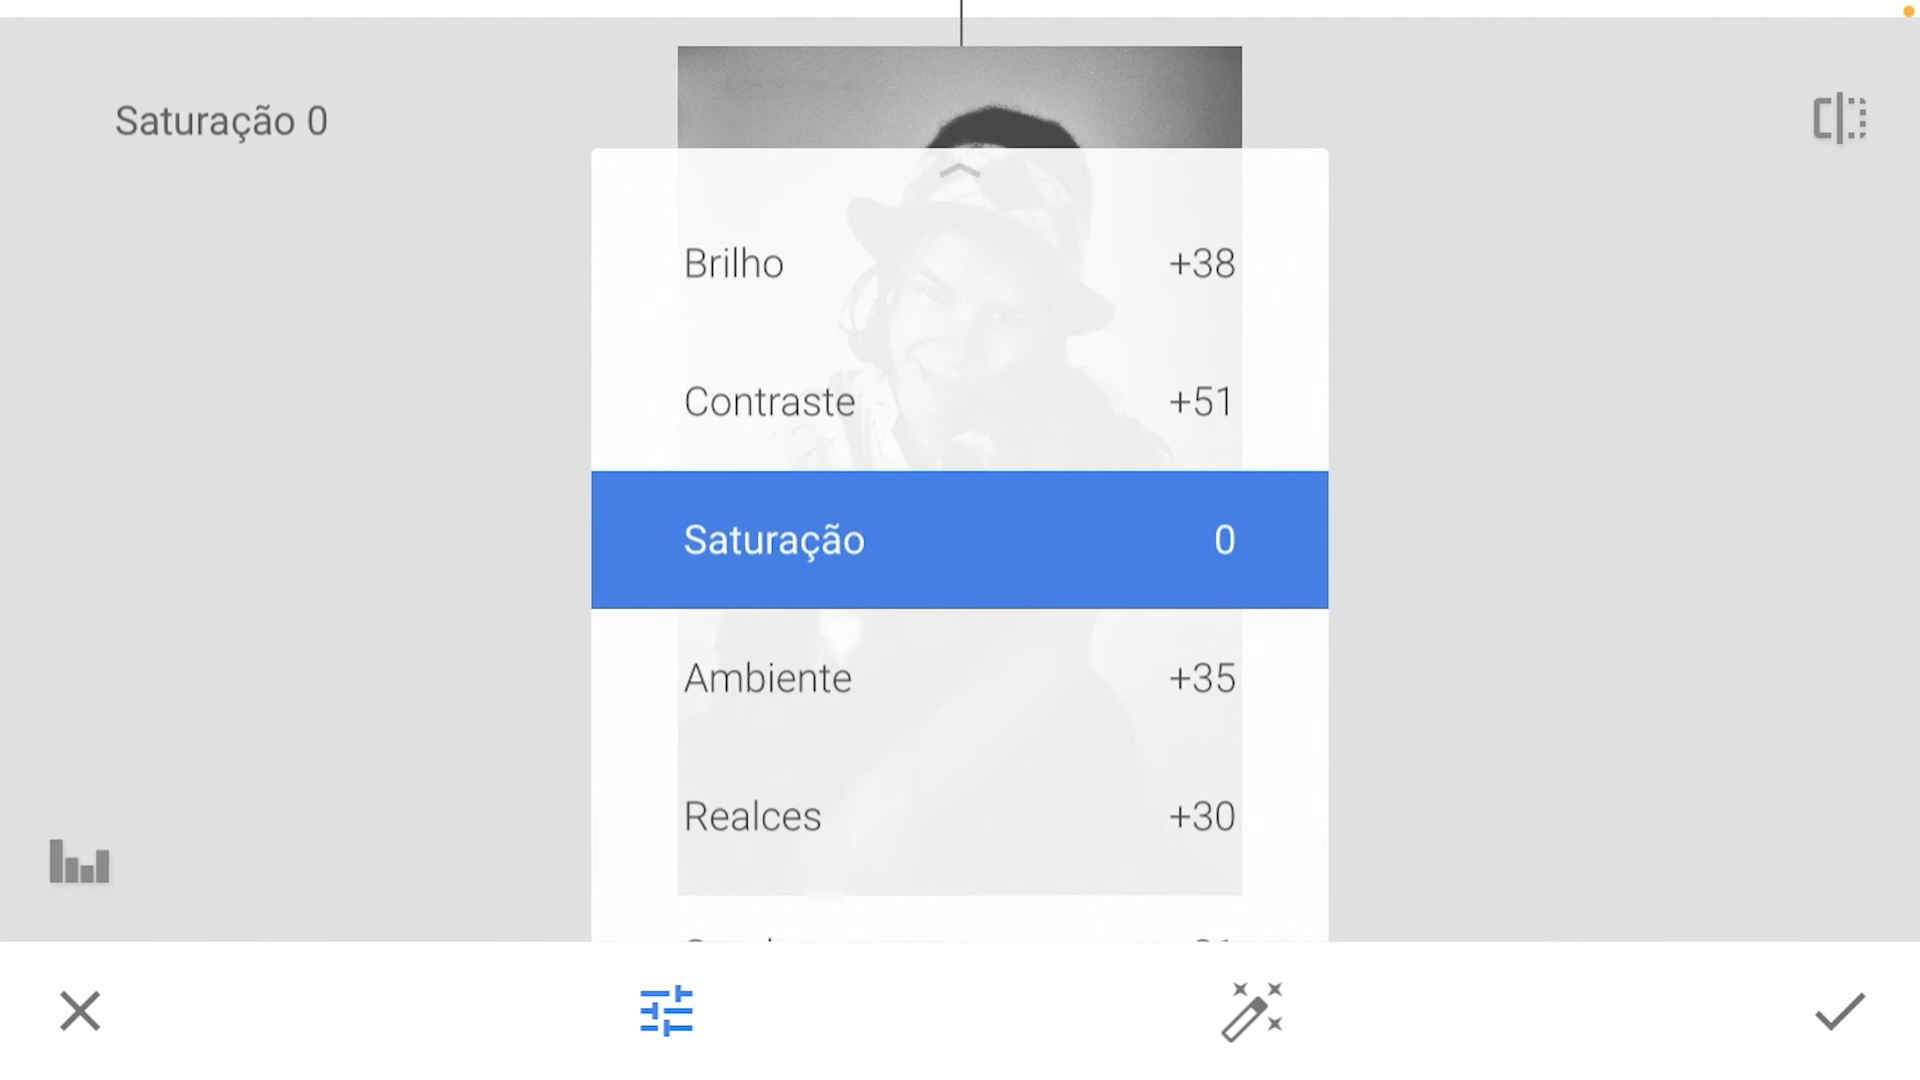 Saturação 0
Brilho +38
Contraste +51
Saturação 0
Ambiente +35
Realces +30